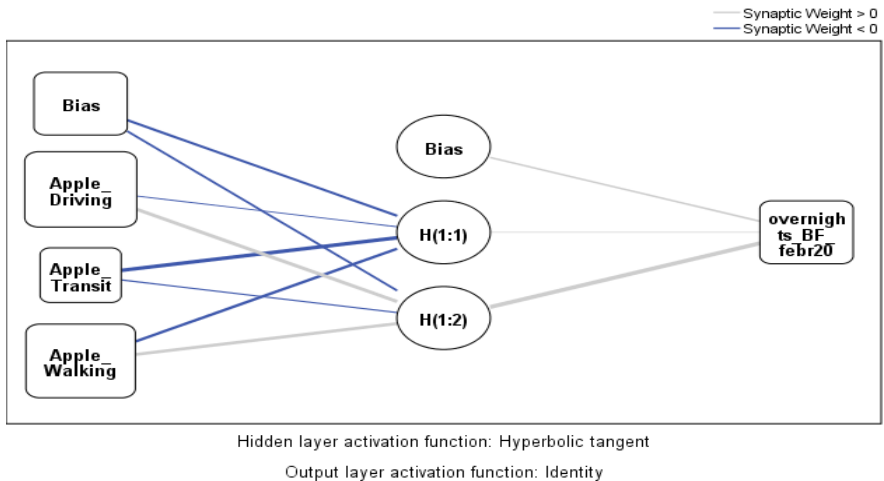 Synaptic Weight > 0
Synaptic Weight < 0
Bias
Apple_
Driving
Apple_
Transit
Apple_
Walking
Bias
H(1:1)
H(1:2)
overnigh
ts_BF_
febr20
Hidden layer activation function: Hyperbolic tangent
Output layer activation function: Identity